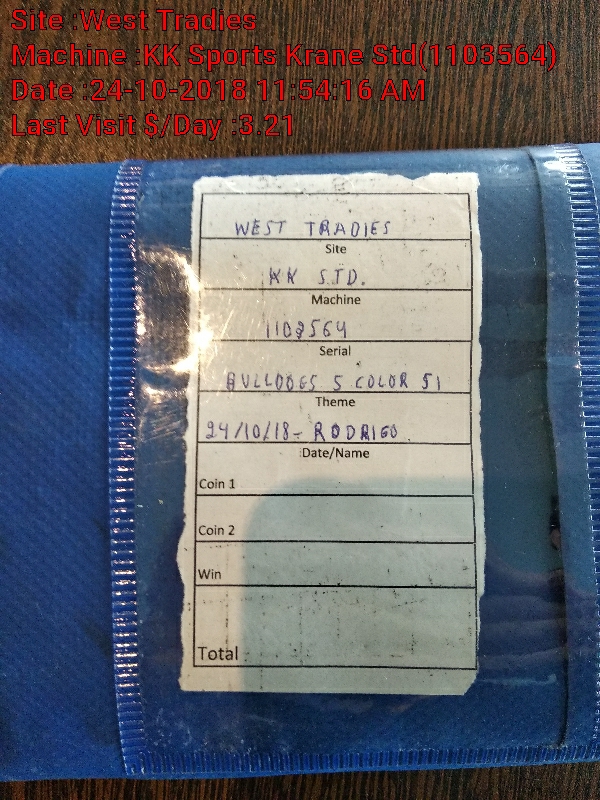 Site :West Tradies
Machine :KK Sports Krane Std(1103564)
Date :24-10-2018 11:54:16 AM
Last Visit $/Day :3.21
WEST TRADIES
Site
KK STD.
Machine
1103564
Serial
BULLDOGS 5 COLOR 51
Theme
24/10/18- RODRIGO
Date/Name
Coin 1
Coin 2
Win
Total